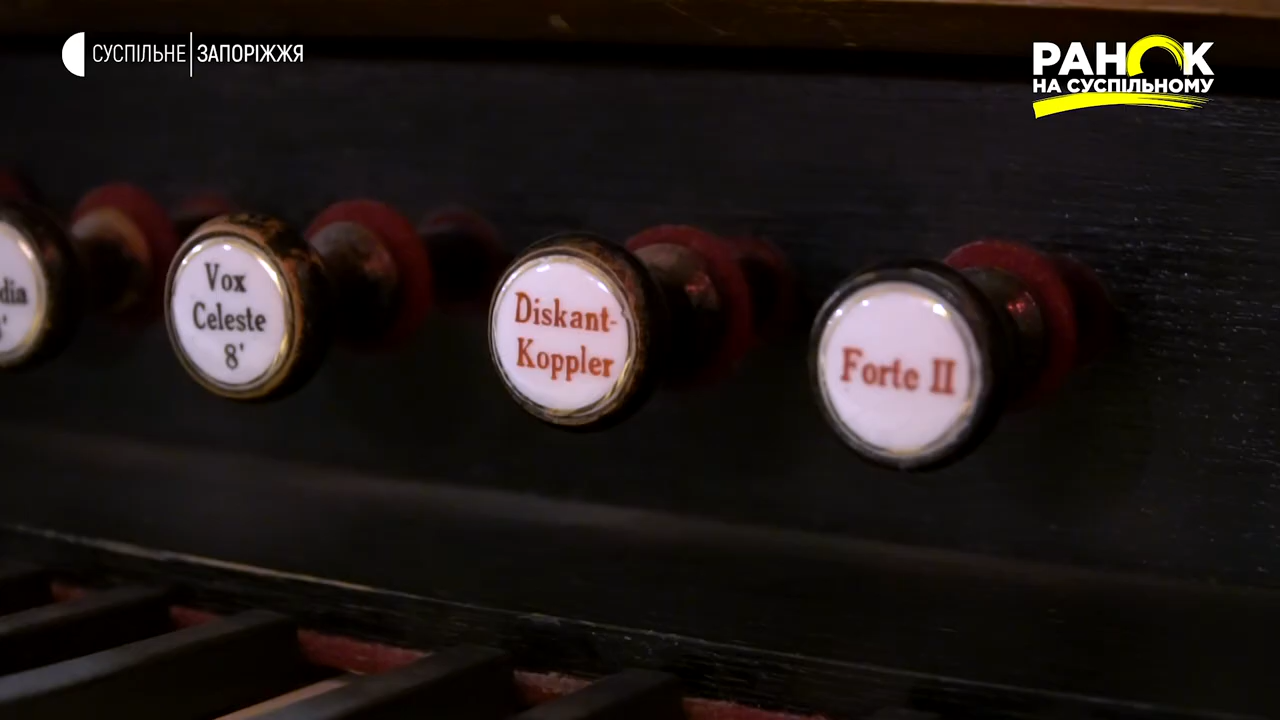 СУСПІЛЬНЕ ЗАПОРІЖЖЯ
РАНОК
НА СУСПІЛЬНОМУ
Vox
Celeste
8'
Diskant-
Koppler
Forte II